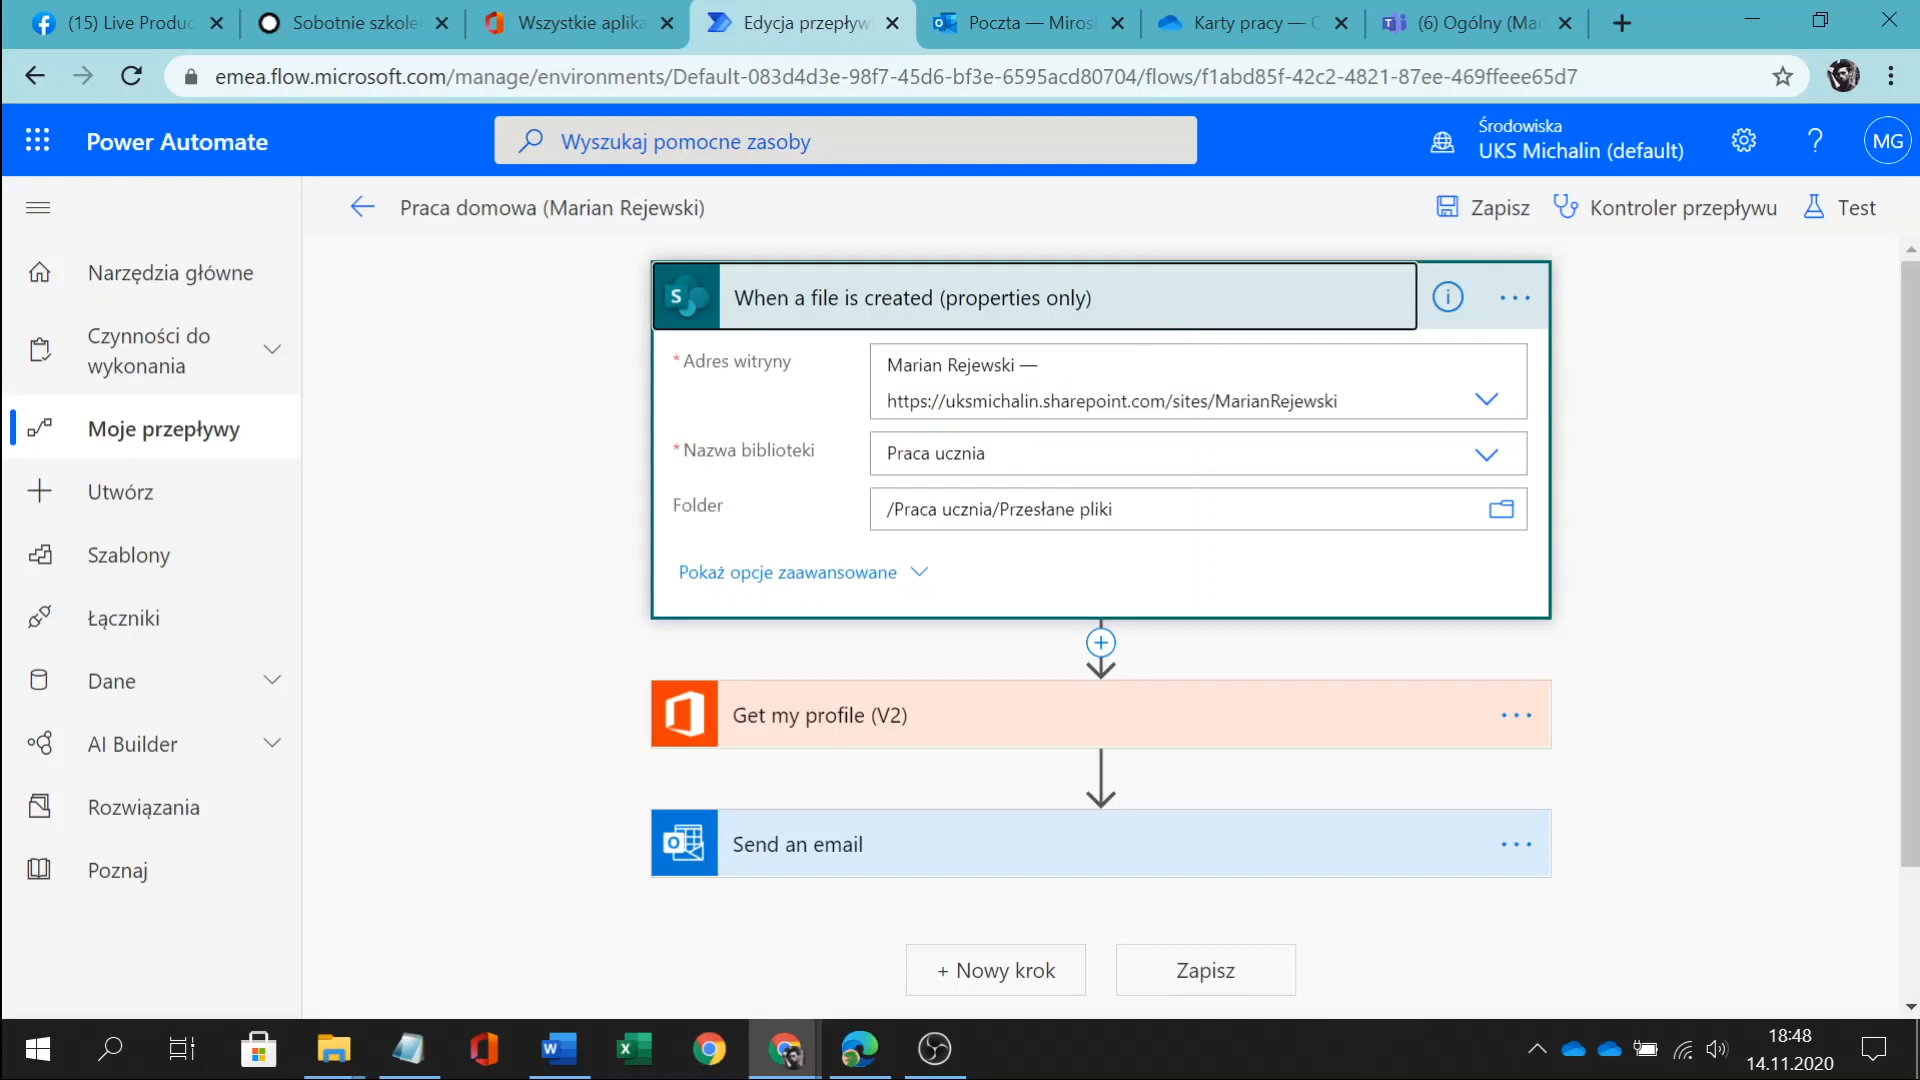 (15) Live Produc
Sobotnie szkole
Wszystkie aplika
Edycja przepływ
Poczta — Miros
Karty pracy — O
(6) Ogólny (Mar
emea.flow.microsoft.com/manage/environments/Default-083d4d3e-98f7-45d6-bf3e-6595acd80704/flows/f1abd85f-42c2-4821-87ee-469ffeee65d7
Power Automate
Wyszukaj pomocne zasoby
Środowiska
UKS Michalin (default)
MG
Praca domowa (Marian Rejewski)
Zapisz
Kontroler przepływu
Test
Narzędzia główne
Czynności do
wykonania
Moje przepływy
Utwórz
Szablony
Łączniki
Dane
AI Builder
Rozwiązania
Poznaj
When a file is created (properties only)
* Adres witryny
Marian Rejewski —
https://uksmichalin.sharepoint.com/sites/MarianRejewski
* Nazwa biblioteki
Praca ucznia
Folder
/Praca ucznia/Przesłane pliki
Pokaż opcje zaawansowane
Get my profile (V2)
Send an email
+ Nowy krok
Zapisz
18:48
14.11.2020